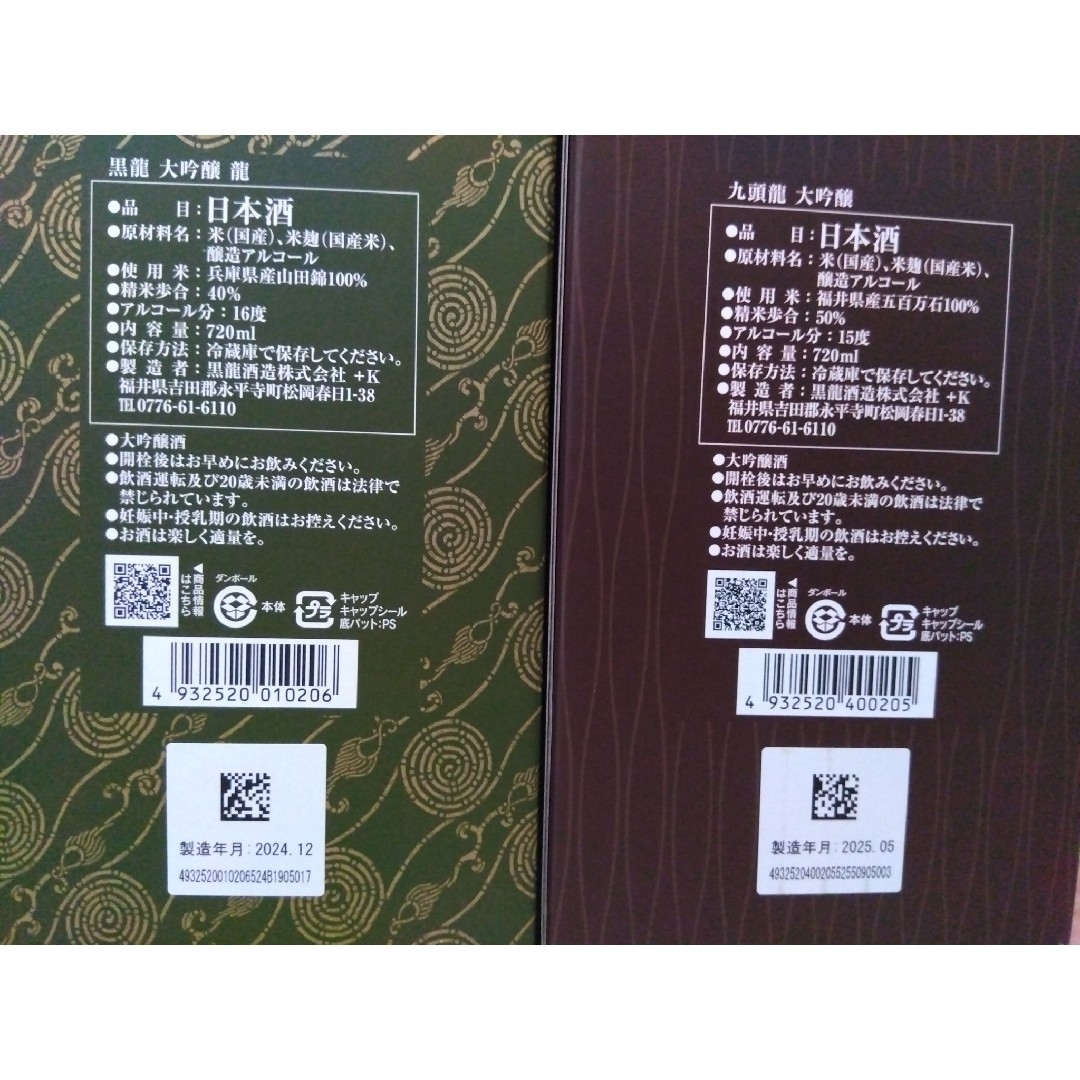 黒龍 大吟醸 龍
●品　目：日本酒
●原材料名：米(国産)、米麹(国産米)、
醸造アルコール
●使用米：兵庫県産山田錦100%
●精米歩合：40%
●アルコール分：16度
●内容量：720ml
●保存方法：冷蔵庫で保存してください。
●製造者：黒龍酒造株式会社 +K
福井県吉田郡永平寺町松岡春日1-38
TEL0776-61-6110
●大吟醸酒
●開栓後はお早めにお飲みください。
●飲酒運転及び20歳未満の飲酒は法律で
禁じられています。
●妊娠中・授乳期の飲酒はお控えください。
●お酒は楽しく適量を。
◀商品情報
はこちら
ダンボール
本体
プラ
キャップ
キャップシール
底パット:PS
4 932520 010206
製造年月:2024.12
4932520010206524B1905017
九頭龍 大吟醸
●品　目：日本酒
●原材料名：米(国産)、米麹(国産米)、
醸造アルコール
●使用米：福井県産五百万石100%
●精米歩合：50%
●アルコール分：15度
●内容量：720ml
●保存方法：冷蔵庫で保存してください。
●製造者：黒龍酒造株式会社 +K
福井県吉田郡永平寺町松岡春日1-38
TEL0776-61-6110
●大吟醸酒
●開栓後はお早めにお飲みください。
●飲酒運転及び20歳未満の飲酒は法律で
禁じられています。
●妊娠中・授乳期の飲酒はお控えください。
●お酒は楽しく適量を。
◀商品情報
はこちら
ダンボール
本体
プラ
キャップ
キャップシール
底パット:PS
4 932520 400205
製造年月:2025.05
493252040020552550905003